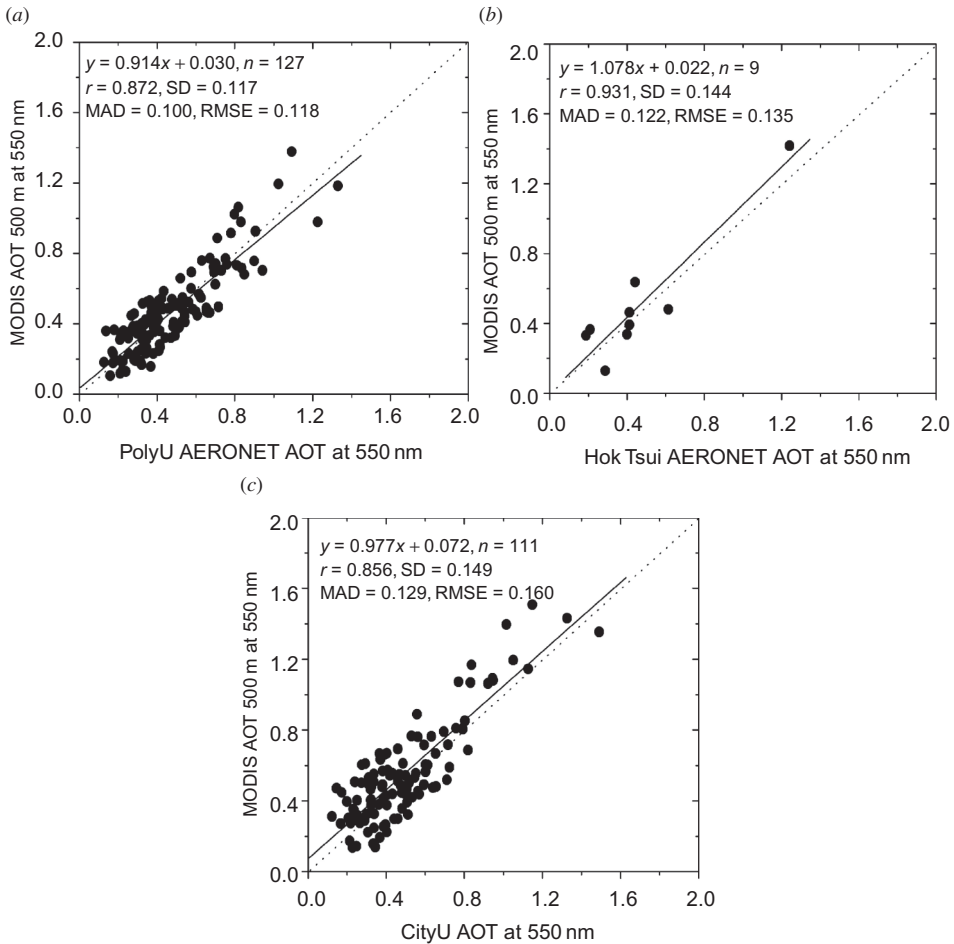 (a)
2.0
y = 0.914x + 0.030, n = 127
r = 0.872, SD = 0.117
MAD = 0.100, RMSE = 0.118
1.6
1.2
0.8
0.4
0.0
MODIS AOT 500 m at 550 nm
0.0 0.4 0.8 1.2 1.6 2.0
PolyU AERONET AOT at 550 nm
(b)
2.0
y = 1.078x + 0.022, n = 9
r = 0.931, SD = 0.144
MAD = 0.122, RMSE = 0.135
1.6
1.2
0.8
0.4
0.0
MODIS AOT 500 m at 550 nm
0.0 0.4 0.8 1.2 1.6 2.0
Hok Tsui AERONET AOT at 550 nm
(c)
2.0
y = 0.977x + 0.072, n = 111
r = 0.856, SD = 0.149
MAD = 0.129, RMSE = 0.160
1.6
1.2
0.8
0.4
0.0
MODIS AOT 500 m at 550 nm
0.0 0.4 0.8 1.2 1.6 2.0
CityU AOT at 550 nm